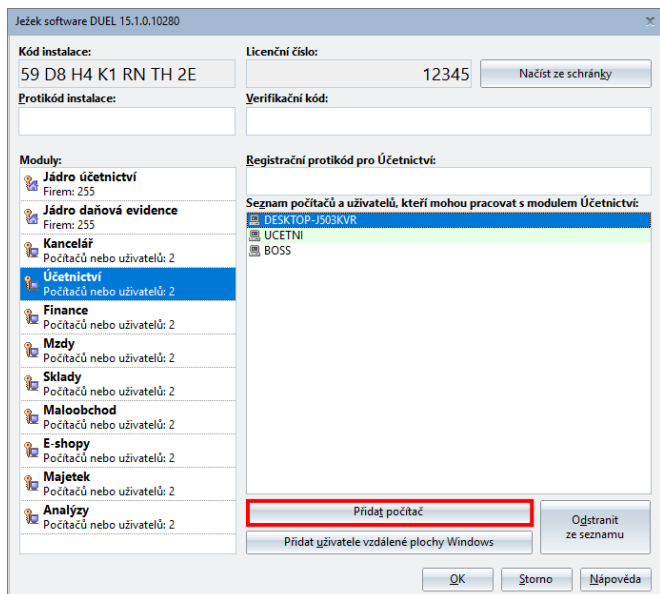 Ježek software DUEL 15.1.0.10280
Kód instalace:
Licenční číslo:
59 D8 H4 K1 RN TH 2E
12345
Načíst ze schránky
Protikód instalace:
Verifikační kód:
Moduly:
Registrační protikód pro Účetnictví:
Jádro účetnictví
Firem: 255
Jádro daňová evidence
Firem: 255
Kancelář
Počítačů nebo uživatelů: 2
Účetnictví
Počítačů nebo uživatelů: 2
Finance
Počítačů nebo uživatelů: 2
Mzdy
Počítačů nebo uživatelů: 2
Sklady
Počítačů nebo uživatelů: 2
Maloobchod
Počítačů nebo uživatelů: 2
E-shopy
Počítačů nebo uživatelů: 2
Majetek
Počítačů nebo uživatelů: 2
Analýzy
Počítačů nebo uživatelů: 2
Seznam počítačů a uživatelů, kteří mohou pracovat s modulem Účetnictví:
DESKTOP-J503KVR
UCETNI
BOSS
Přidat počítač
Přidat uživatele vzdálené plochy Windows
Odstranit
ze seznamu
OK
Storno
Nápověda